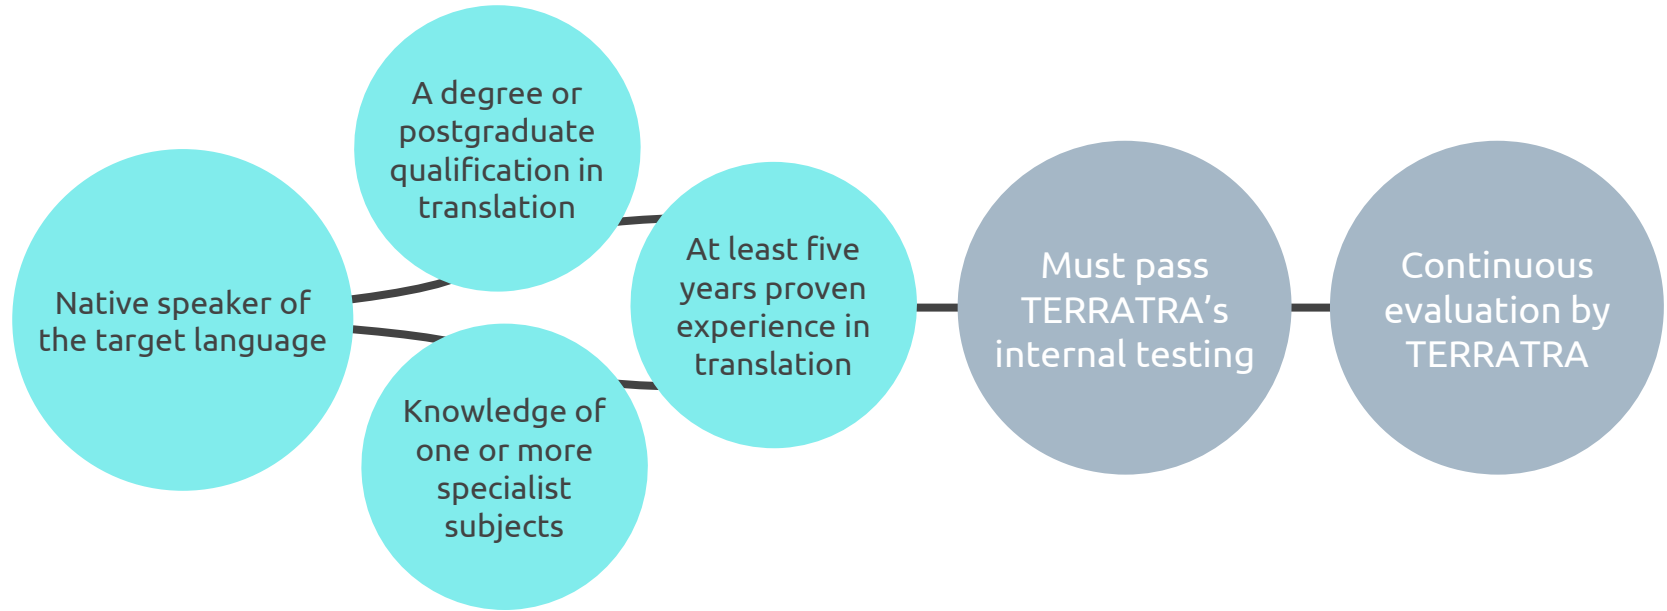 Native speaker of
the target language
A degree or
postgraduate
qualification in
translation
Knowledge of
one or more
specialist
subjects
At least five
years proven
experience in
translation
Must pass
TERRATRA’s
internal testing
Continuous
evaluation by
TERRATRA